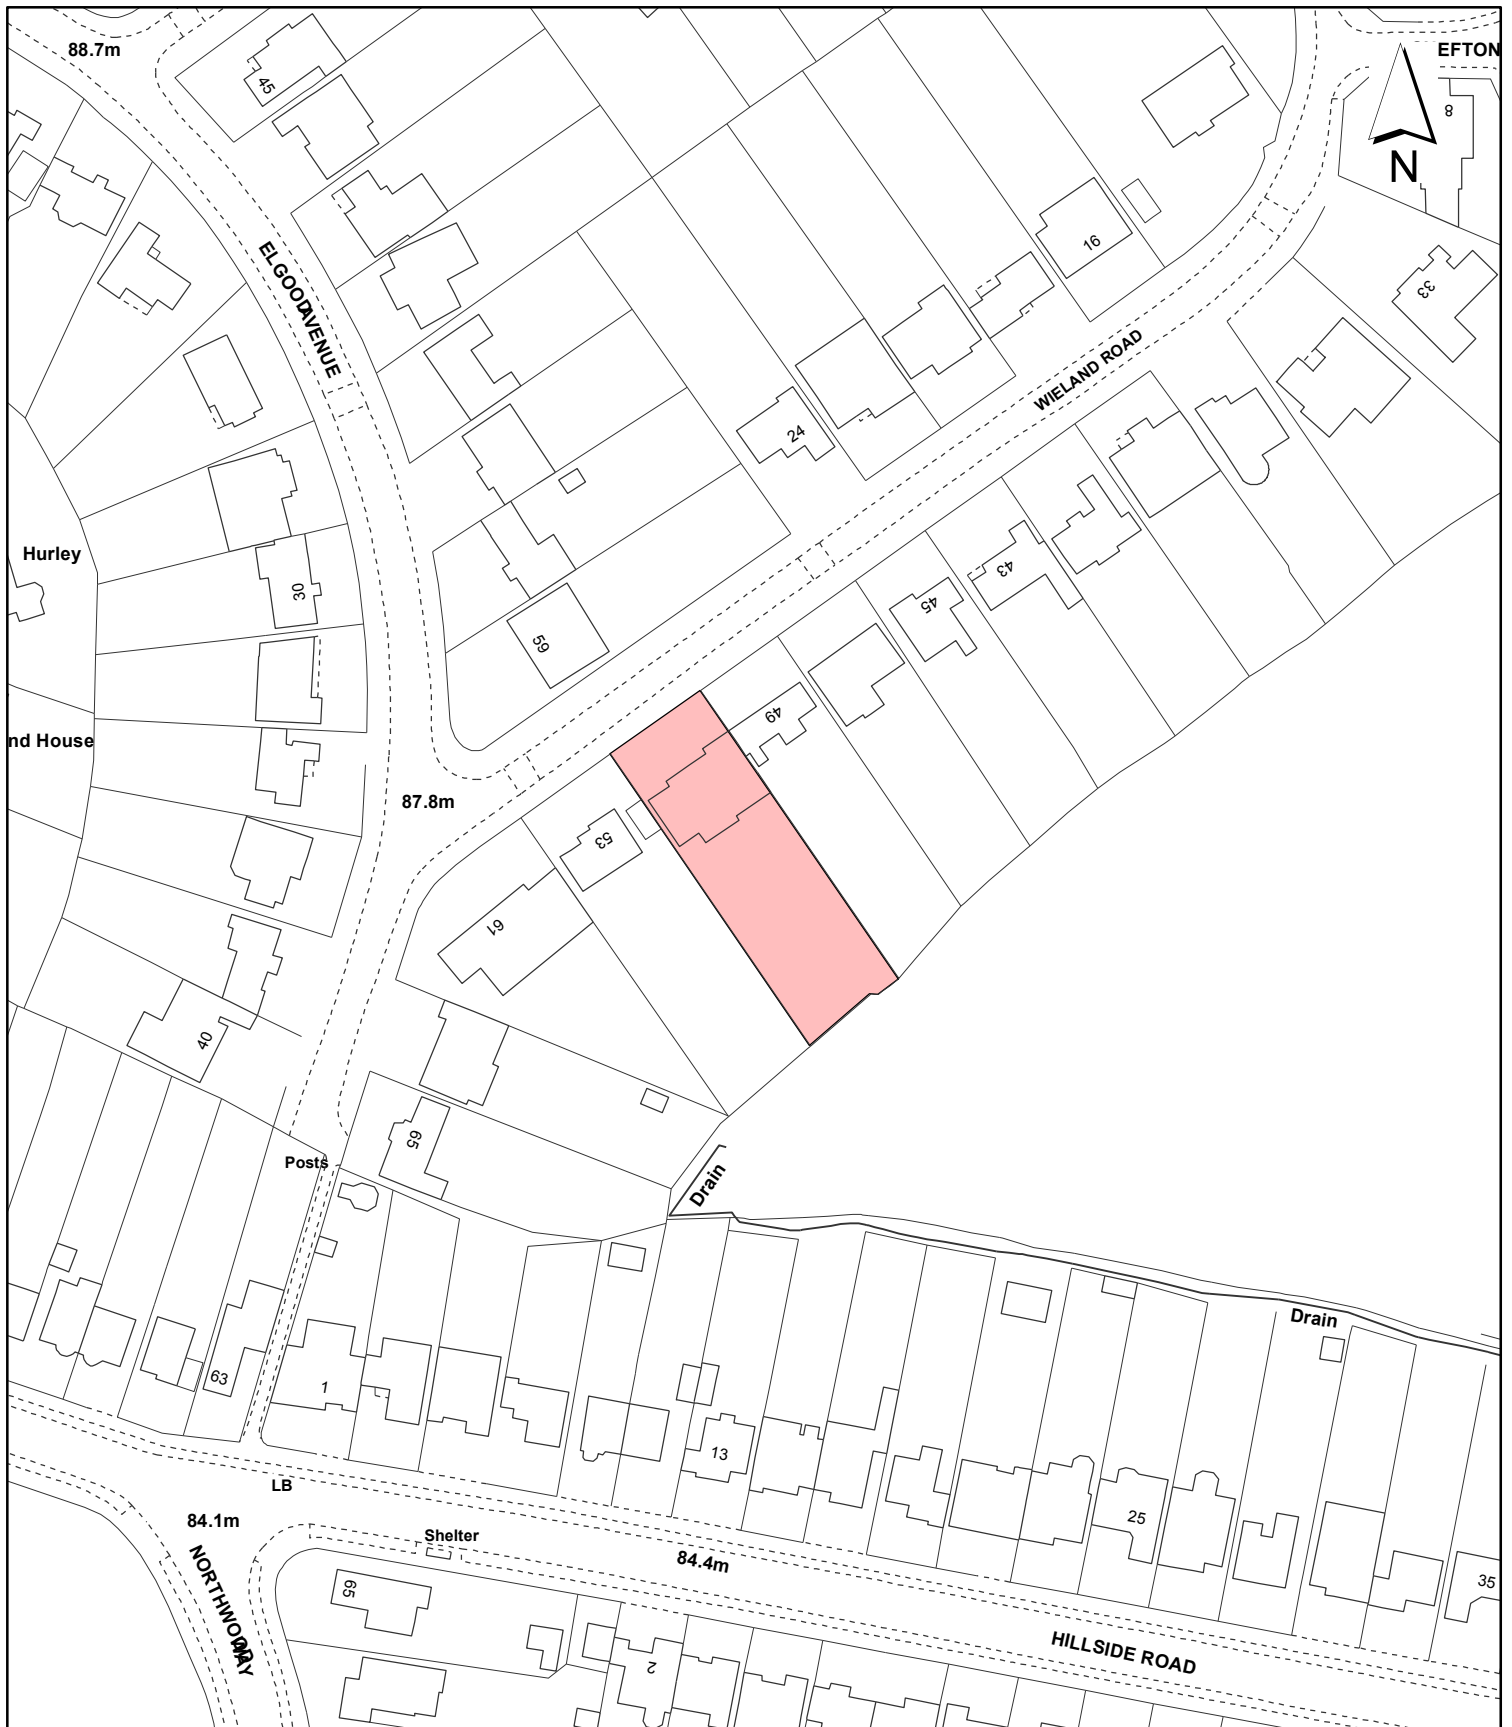 88.7m
EFTON
45
8
N
16
33
ELGOOD AVENUE
WIELAND ROAD
24
Hurley
30
43
45
59
49
nd House
87.8m
53
61
40
65
Posts
Drain
Drain
63
1
13
25
35
LB
84.1m
Shelter
84.4m
NORTHWOOD WAY
65
2
HILLSIDE ROAD